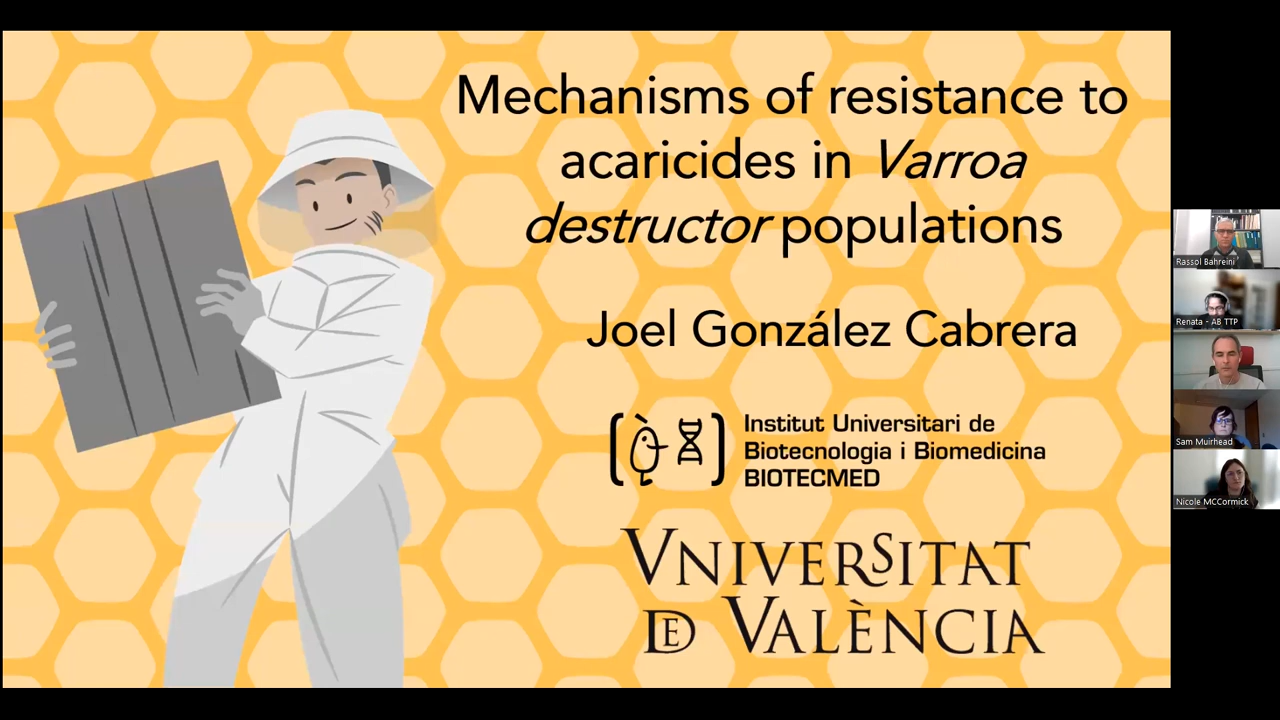 Mechanisms of resistance to
acaricides in Varroa
destructor populations
Joel González Cabrera
Institut Universitari de
Biotecnologia i Biomedicina
BIOTECMED
VNIVERSITAT
DE VALÈNCIA
Rassol Bahreini
Renata - AB TTP
Sam Muirhead
Nicole MCCormick